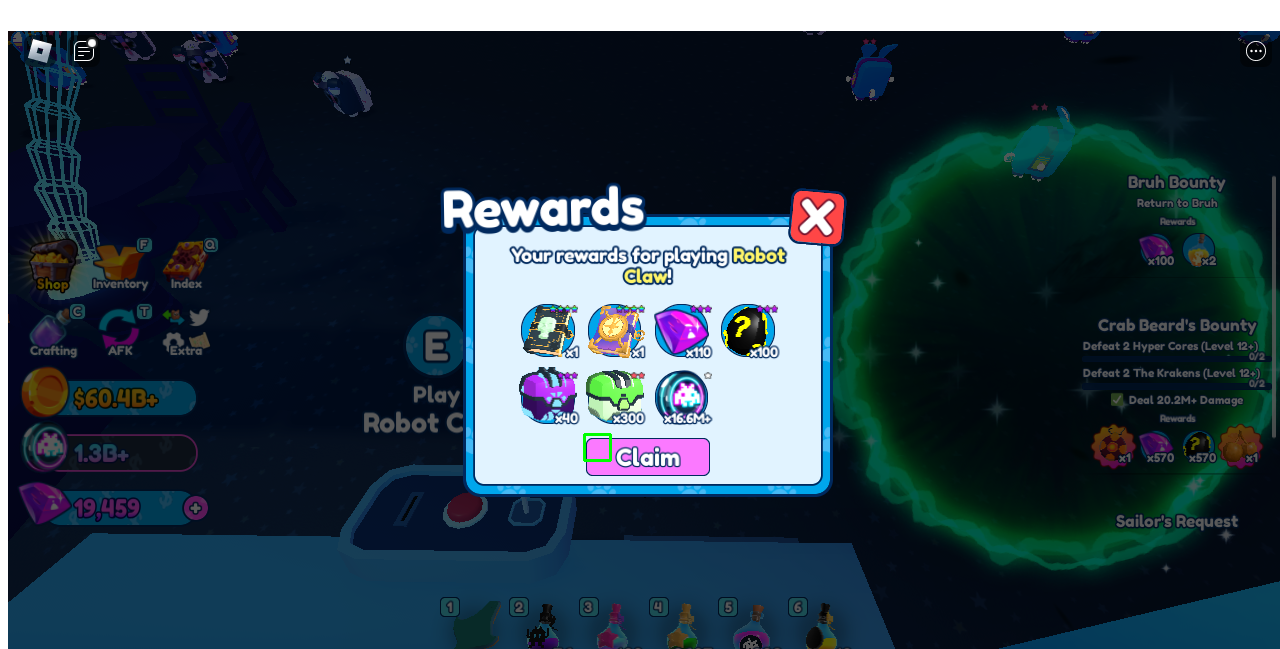 Rewards
Your rewards for playing Robot
Claw!
x1
x1
x110
?
x100
x40
x300
x16.6M+
Claim
F
Q
Shop
Inventory
Index
C
T
Crafting
AFK
Extra
$60.4B+
1.3B+
19,459
+
E
Play
Robot C
Bruh Bounty
Return to Bruh
Rewards
x100
x2
Crab Beard's Bounty
Defeat 2 Hyper Cores (Level 12+)
0/2
Defeat 2 The Krakens (Level 12+)
0/2
Deal 20.2M+ Damage
Rewards
x1
x570
?
x570
x1
Sailor's Request
1
2
3
4
5
6